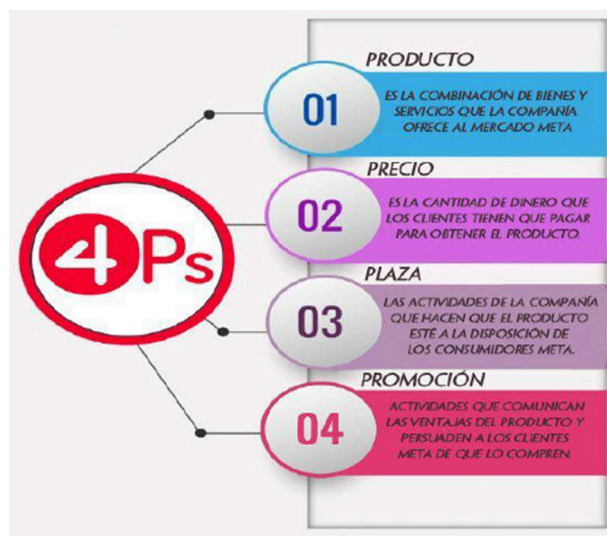 4Ps
PRODUCTO
01
ES LA COMBINACIÓN DE BIENES Y
SERVICIOS QUE LA COMPAÑÍA
OFRECE AL MERCADO META
PRECIO
02
ES LA CANTIDAD DE DINERO QUE
LOS CLIENTES TIENEN QUE PAGAR
PARA OBTENER EL PRODUCTO.
PLAZA
03
LAS ACTIVIDADES DE LA COMPAÑÍA
QUE HACEN QUE EL PRODUCTO
ESTÉ A LA DISPOSICIÓN DE
LOS CONSUMIDORES META.
PROMOCIÓN
04
ACTIVIDADES QUE COMUNICAN
LAS VENTAJAS DEL PRODUCTO Y
PERSUADEN A LOS CLIENTES
META DE QUE LO COMPREN.